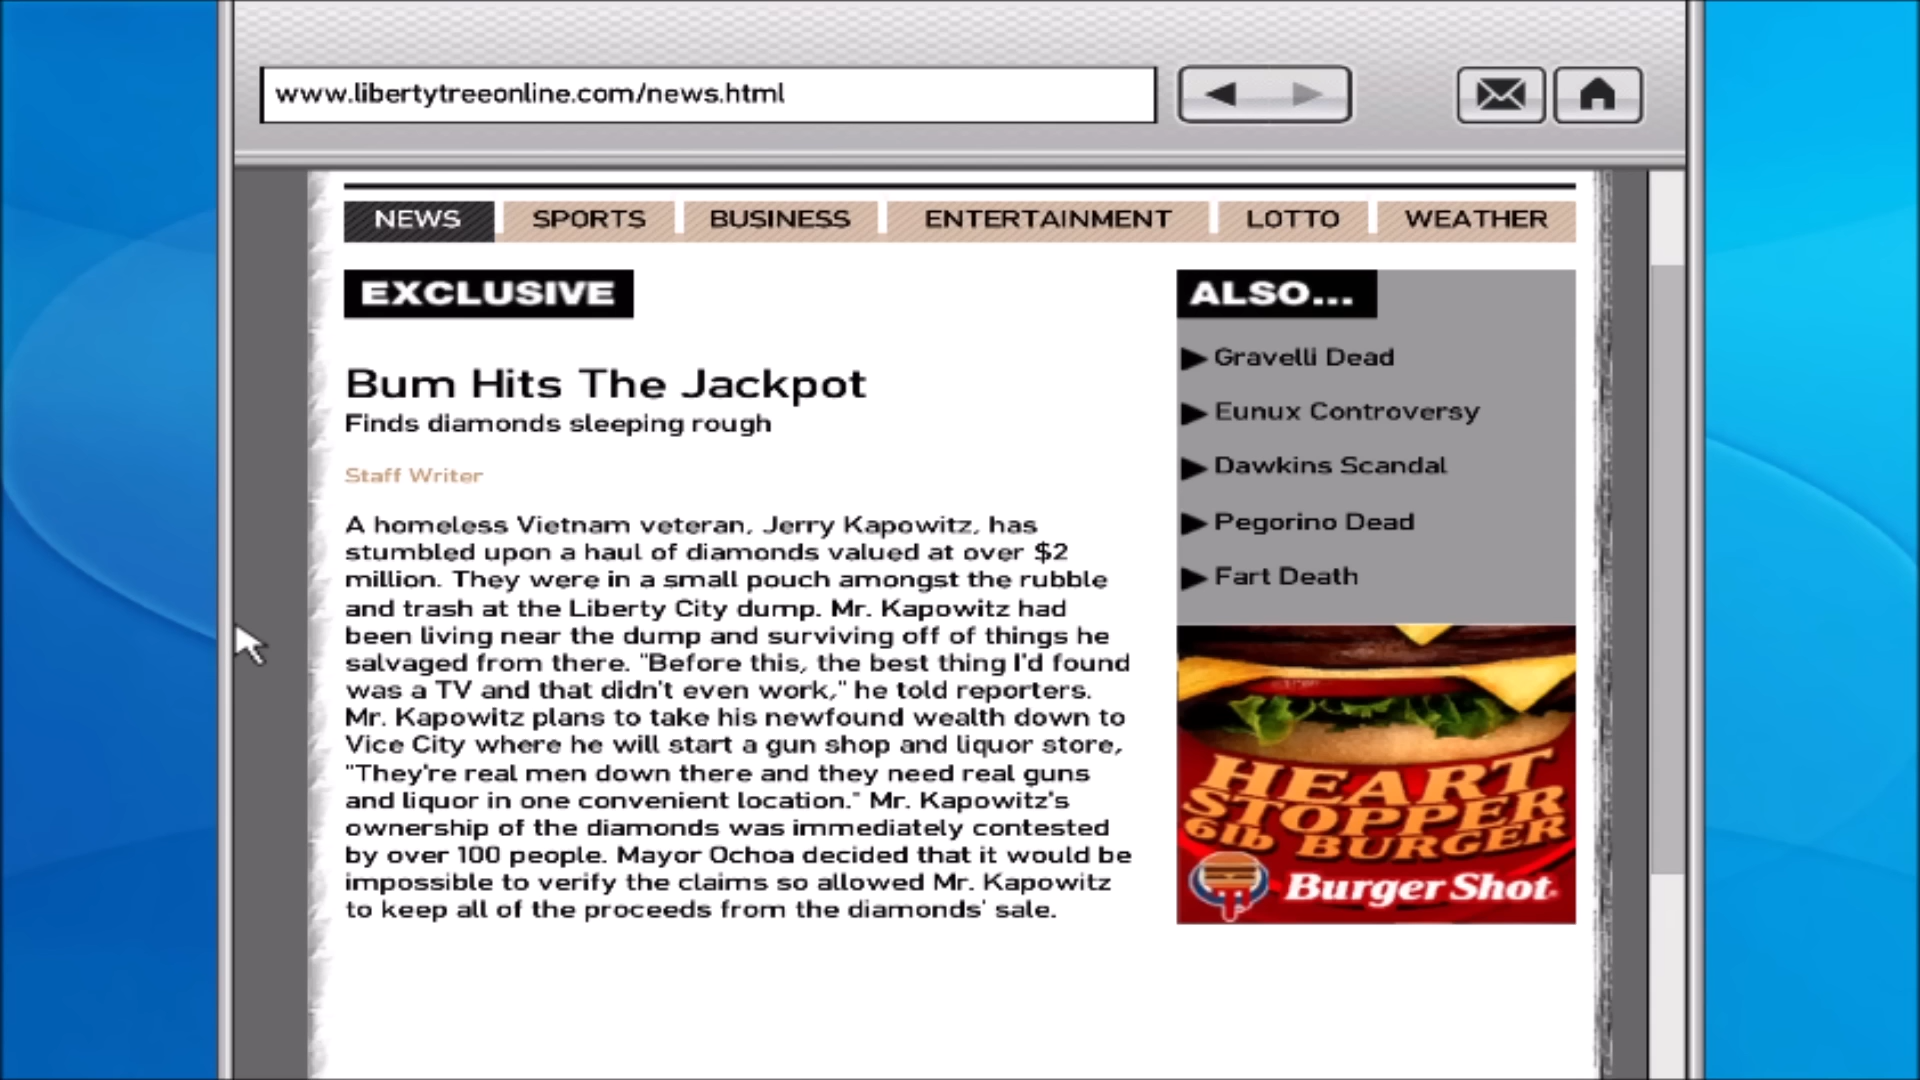 www.libertytreeonline.com/news.html
NEWS SPORTS BUSINESS ENTERTAINMENT LOTTO WEATHER
EXCLUSIVE
Bum Hits The Jackpot
Finds diamonds sleeping rough
Staff Writer
A homeless Vietnam veteran, Jerry Kapowitz, has
stumbled upon a haul of diamonds valued at over $2
million. They were in a small pouch amongst the rubble
and trash at the Liberty City dump. Mr. Kapowitz had
been living near the dump and surviving off of things he
salvaged from there. "Before this, the best thing I'd found
was a TV and that didn't even work," he told reporters.
Mr. Kapowitz plans to take his newfound wealth down to
Vice City where he will start a gun shop and liquor store,
"They're real men down there and they need real guns
and liquor in one convenient location." Mr. Kapowitz's
ownership of the diamonds was immediately contested
by over 100 people. Mayor Ochoa decided that it would be
impossible to verify the claims so allowed Mr. Kapowitz
to keep all of the proceeds from the diamonds' sale.
ALSO...
Gravelli Dead
Eunux Controversy
Dawkins Scandal
Pegorino Dead
Fart Death
HEART
STOPPER
6lb BURGER
Burger Shot